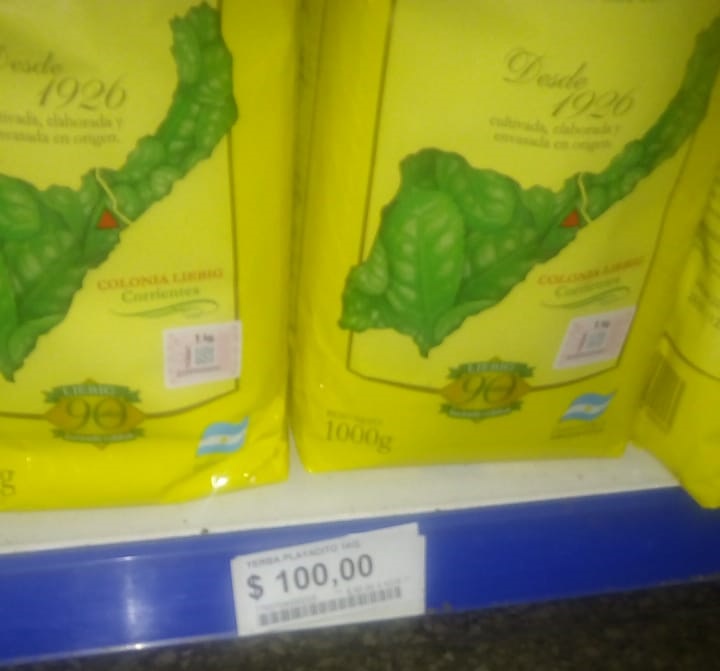 Desde
1926
cultivada, elaborada y
envasada en origen.
COLONIA LIEBIG
Corrientes
1 kg
LIEBIG
90
g
Desde
1926
cultivada, elaborada y
envasada en origen.
COLONIA LIEBIG
Corrientes
1 kg
LIEBIG
90
1000g
YERBA PLAYADITO 1KG
$ 100,00